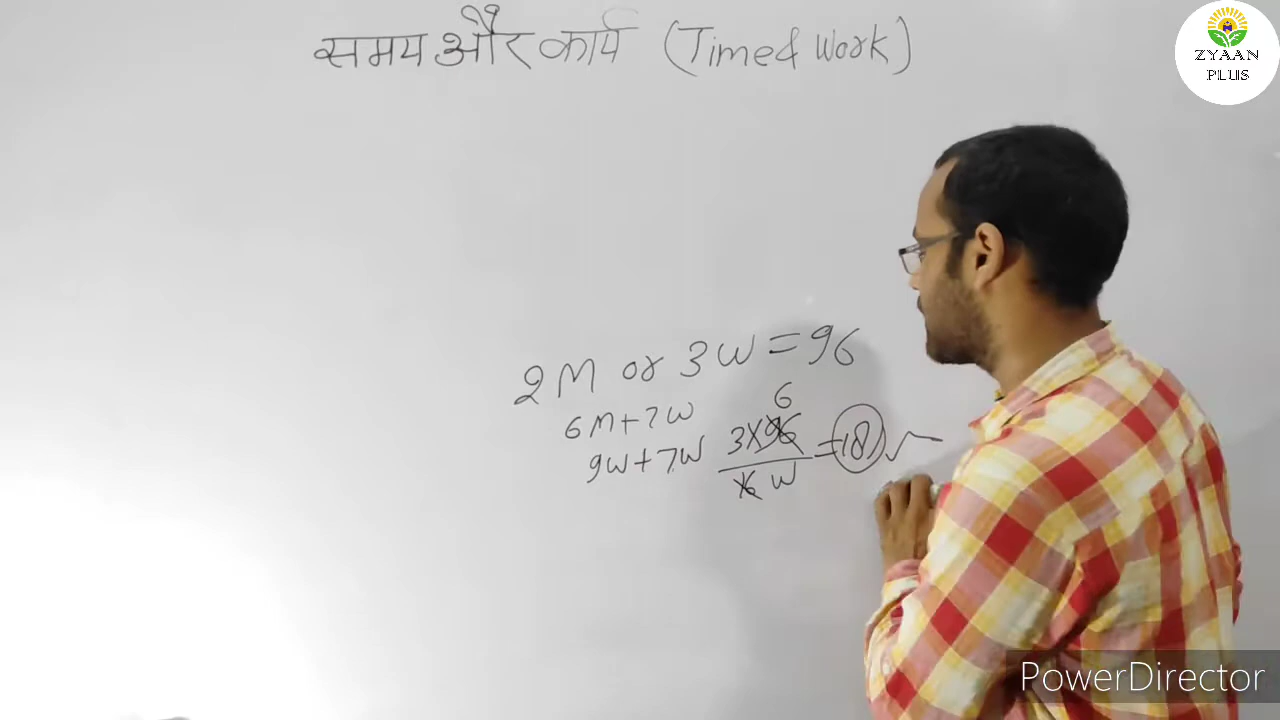 समय और कार्य (Time & Work)
ZYAAN
PLUS
2M or 3W = 96
6M+7W
9W+7W 3×96/16 W = 18 ✓
6
PowerDirector